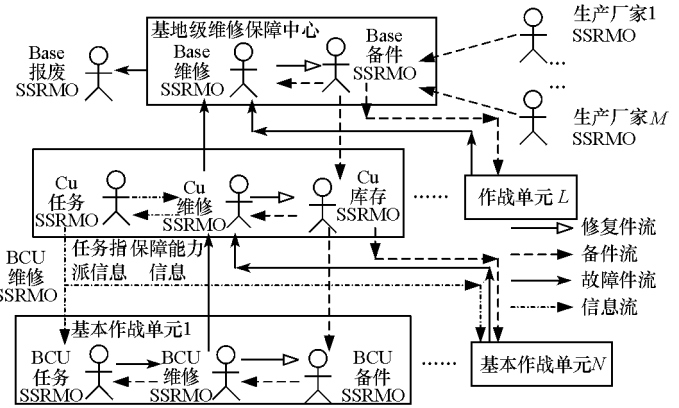 基地级维修保障中心
生产厂家1
SSRMO
Base
报废
SSRMO
Base
维修
SSRMO
Base
备件
SSRMO
……
生产厂家M
SSRMO
Cu
任务
SSRMO
Cu
维修
SSRMO
Cu
库存
SSRMO
……
作战单元L
修复件流
备件流
故障件流
信息流
BCU
维修
SSRMO
任务指
派信息
保障能力
信息
基本作战单元1
BCU
任务
SSRMO
BCU
维修
SSRMO
BCU
备件
SSRMO
……
基本作战单元N